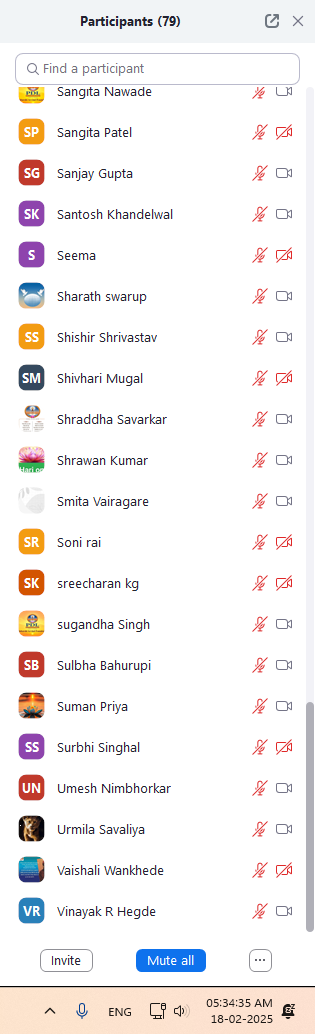 Participants (79)
Find a participant
Sangita Nawade
SP Sangita Patel
SG Sanjay Gupta
SK Santosh Khandelwal
S Seema
Sharath swarup
SS Shishir Shrivastav
SM Shivhari Mugal
Shraddha Savarkar
Shrawan Kumar
Smita Vairagare
SR Soni rai
SK sreecharan kg
sugandha Singh
SB Sulbha Bahurupi
Suman Priya
SS Surbhi Singhal
UN Umesh Nimbhorkar
Urmila Savaliya
Vaishali Wankhede
VR Vinayak R Hegde
Invite Mute all ...
ENG 05:34:35 AM
18-02-2025